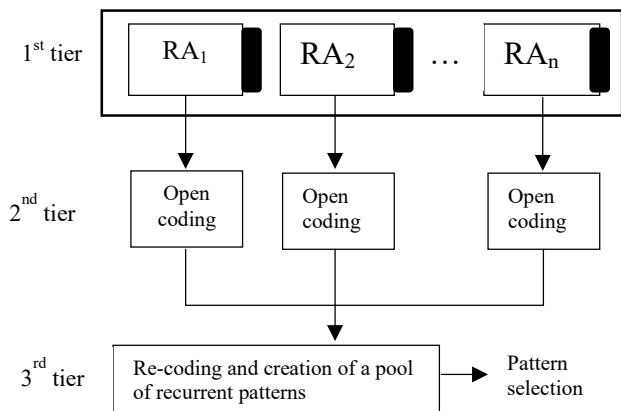 1st tier RA1 RA2 ... RAn
2nd tier
Open coding
Open coding
Open coding
3rd tier
Re-coding and creation of a pool
of recurrent patterns
Pattern
selection